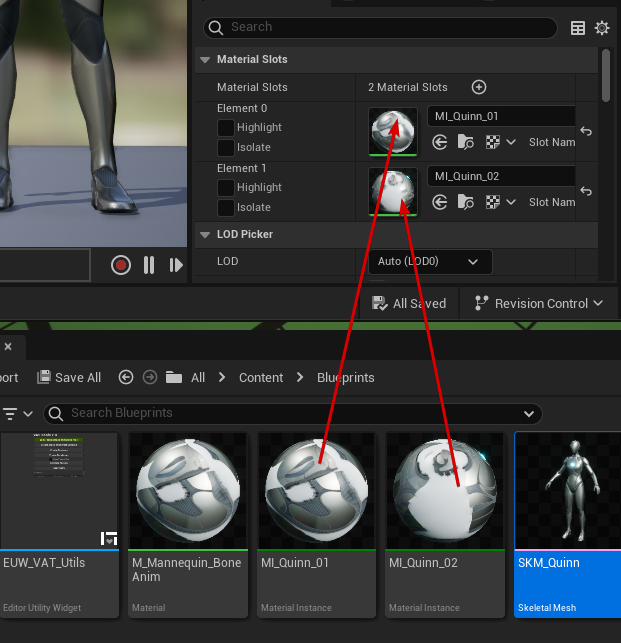 Search
Material Slots
Material Slots
2 Material Slots
Element 0
Highlight
Isolate
MI_Quinn_01
Slot Nam
Element 1
Highlight
Isolate
MI_Quinn_02
Slot Nam
LOD Picker
LOD
Auto (LOD0)
All Saved
Revision Control
port
Save All
All
Content
Blueprints
Search Blueprints
EUW_VAT_Utils
Editor Utility Widget
M_Mannequin_Bone
Anim
Material
MI_Quinn_01
Material Instance
MI_Quinn_02
Material Instance
SKM_Quinn
Skeletal Mesh